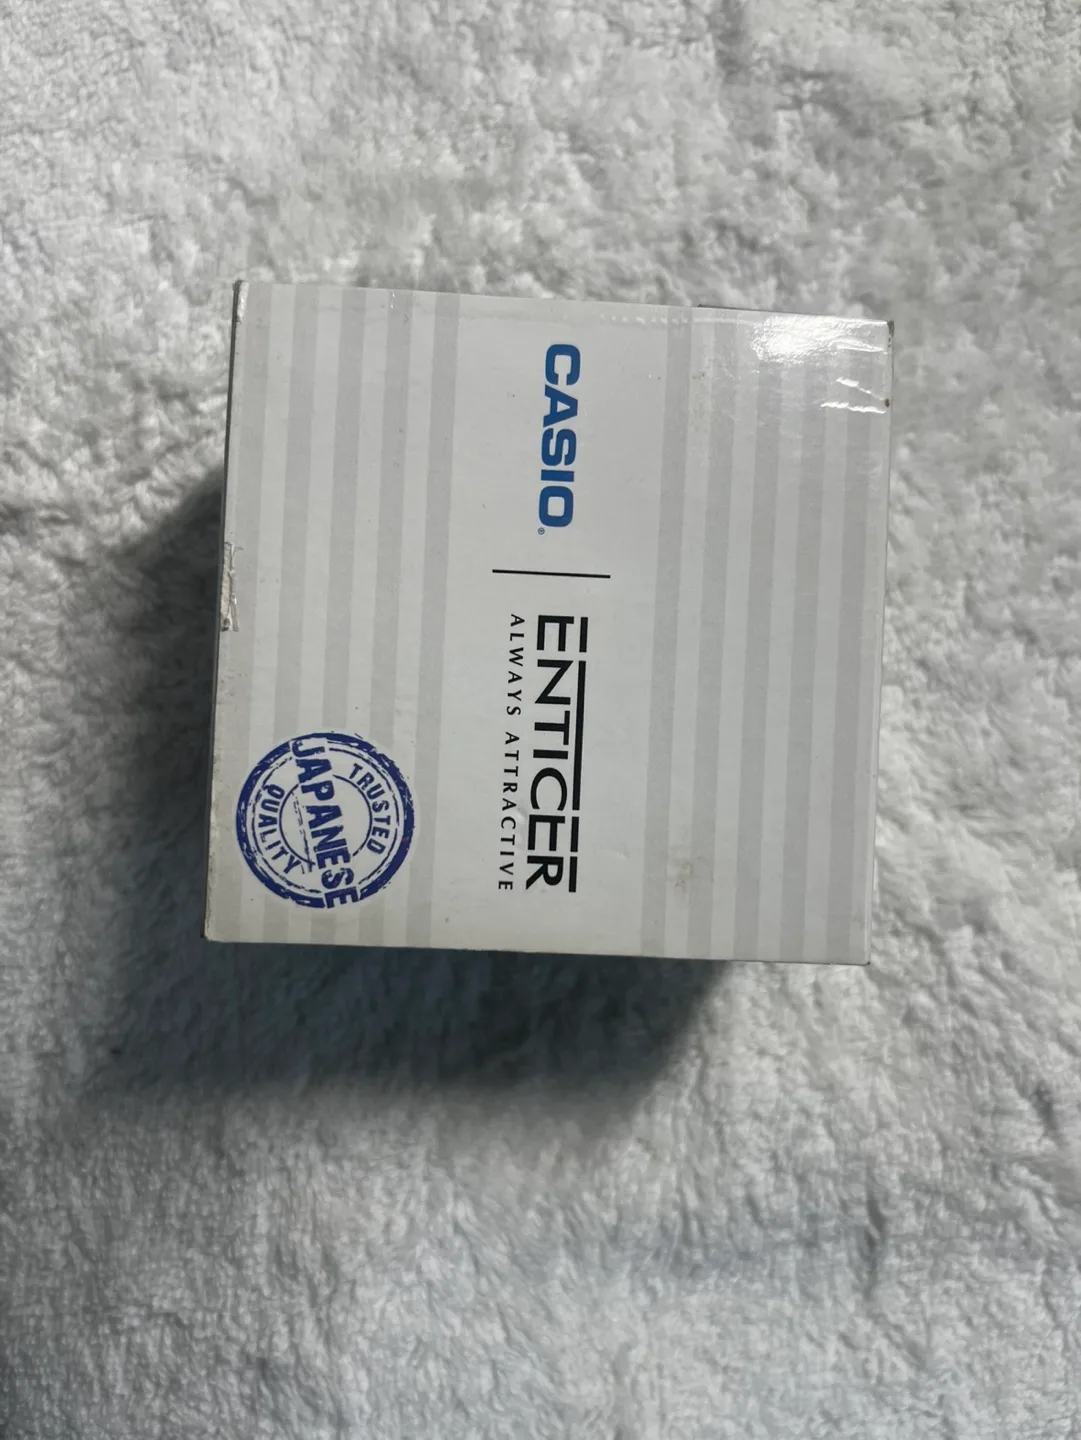 CASIO®
ENTICER
ALWAYS ATTRACTIVE
TRUSTED
JAPANESE
QUALITY